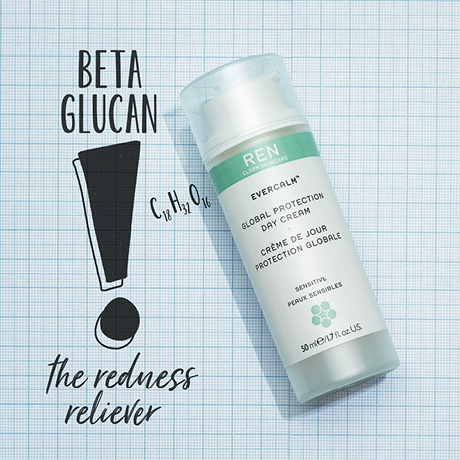 BETA
GLUCAN
C₁₈H₃₂O₁₆
the redness
reliever
REN
CLEAN SKINCARE
EVERCALM™
GLOBAL PROTECTION
DAY CREAM
·
CRÈME DE JOUR
PROTECTION GLOBALE
SENSITIVE
PEAUX SENSIBLES
50 ml e/1.7 fl. oz U.S.